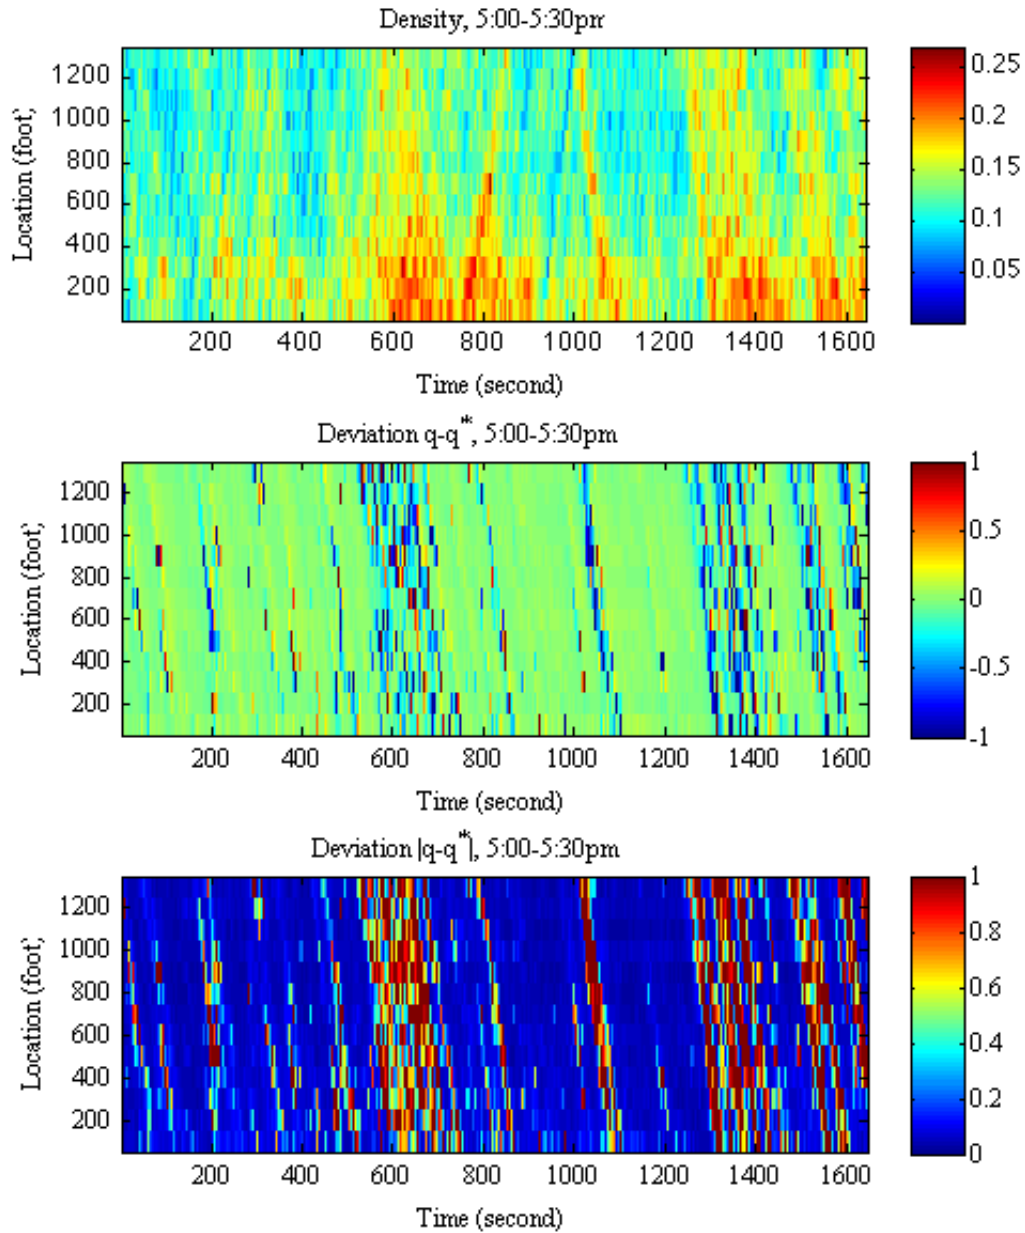 Density, 5:00-5:30pm
1200
1000
800
600
400
200
Location (foot)
200 400 600 800 1000 1200 1400 1600
Time (second)
0.25
0.2
0.15
0.1
0.05
Deviation q-q*, 5:00-5:30pm
1200
1000
800
600
400
200
Location (foot)
200 400 600 800 1000 1200 1400 1600
Time (second)
1
0.5
0
-0.5
-1
Deviation |q-q*|, 5:00-5:30pm
1200
1000
800
600
400
200
Location (foot)
200 400 600 800 1000 1200 1400 1600
Time (second)
1
0.8
0.6
0.4
0.2
0